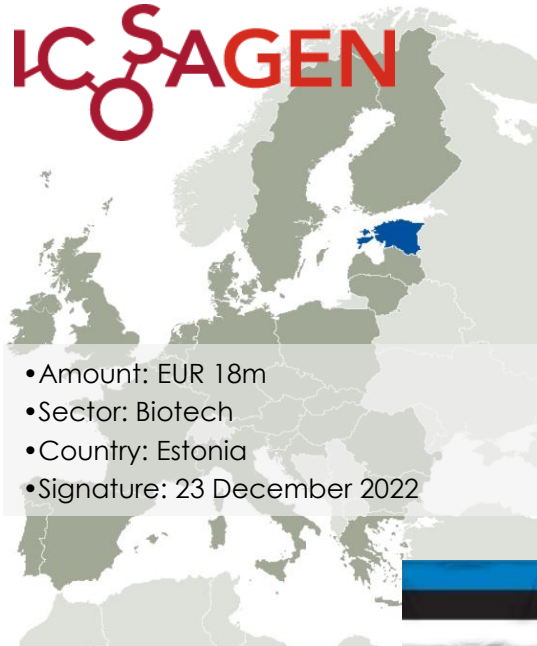 ICOSAGEN
•Amount: EUR 18m
•Sector: Biotech
•Country: Estonia
•Signature: 23 December 2022